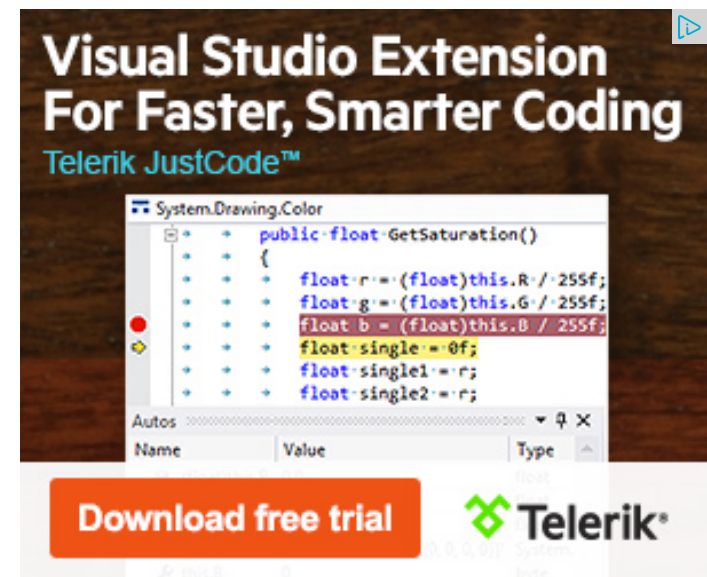 Visual Studio Extension
For Faster, Smarter Coding
Telerik JustCode™
System.Drawing.Color
public·float·GetSaturation()
{
float·r·=·(float)this.R·/·255f;
float·g·=·(float)this.G·/·255f;
float b = (float)this.B / 255f;
float·single·=·0f;
float·single1·=·r;
float·single2·=·r;
Autos
Name Value Type
Download free trial
Telerik